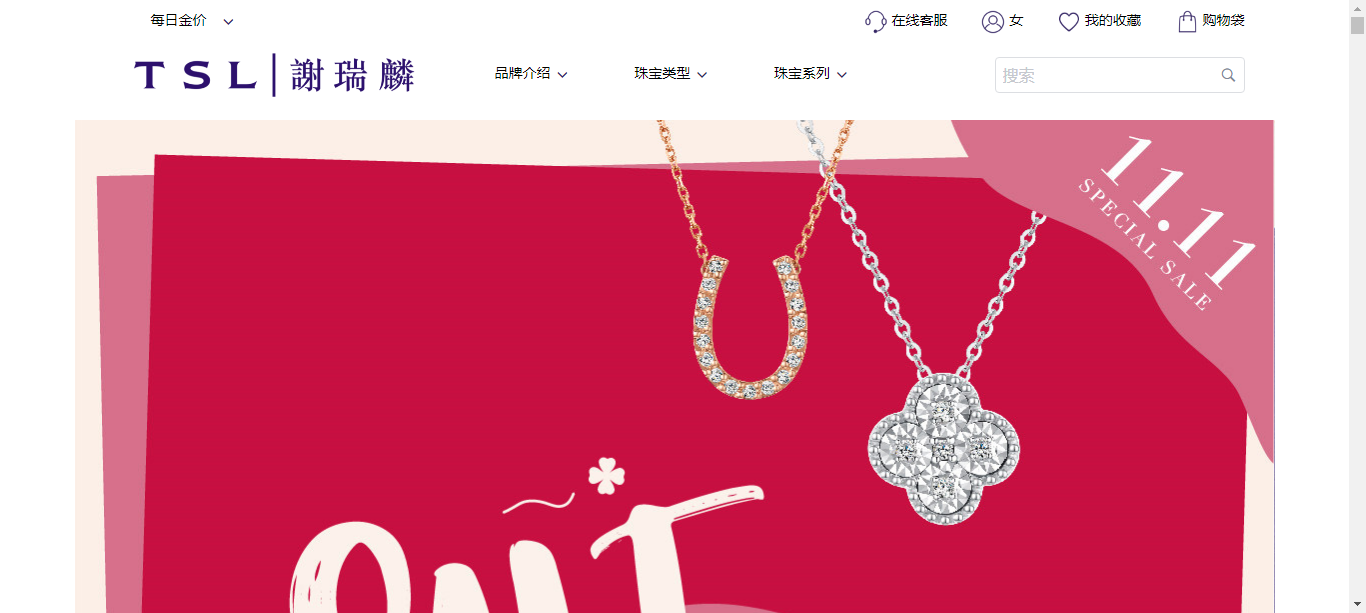 每日金价
在线客服
女
我的收藏
购物袋
TSL 謝瑞麟
品牌介绍
珠宝类型
珠宝系列
搜索
11.11
SPECIAL SALE